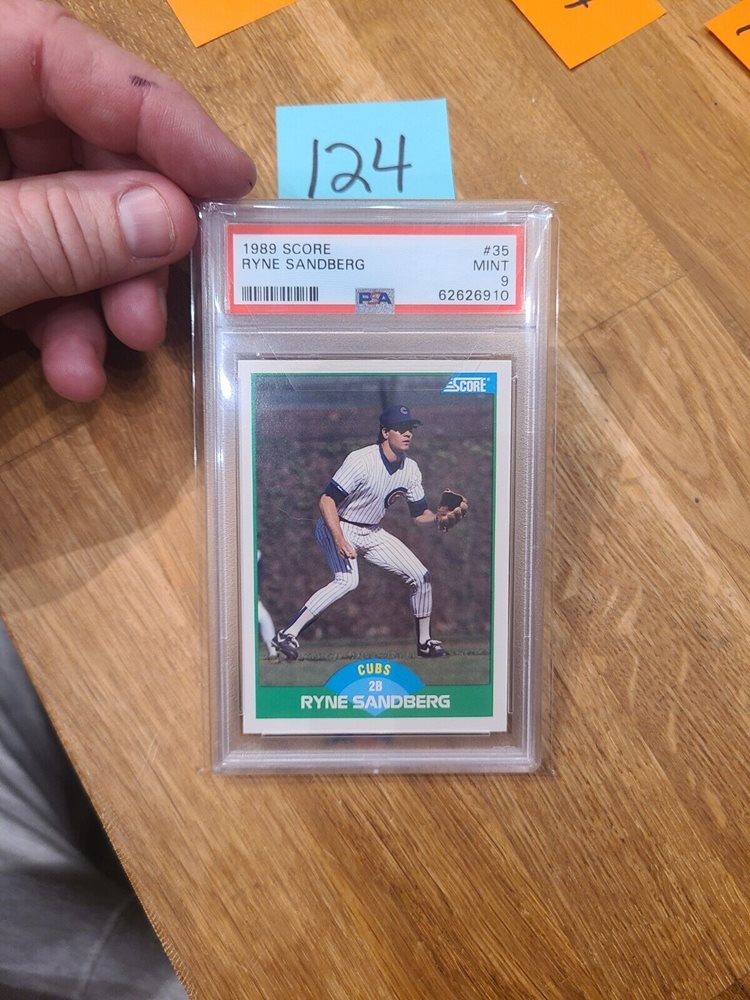 124
1989 SCORE #35
RYNE SANDBERG MINT
9
PSA 62626910
SCORE
CUBS
2B
RYNE SANDBERG